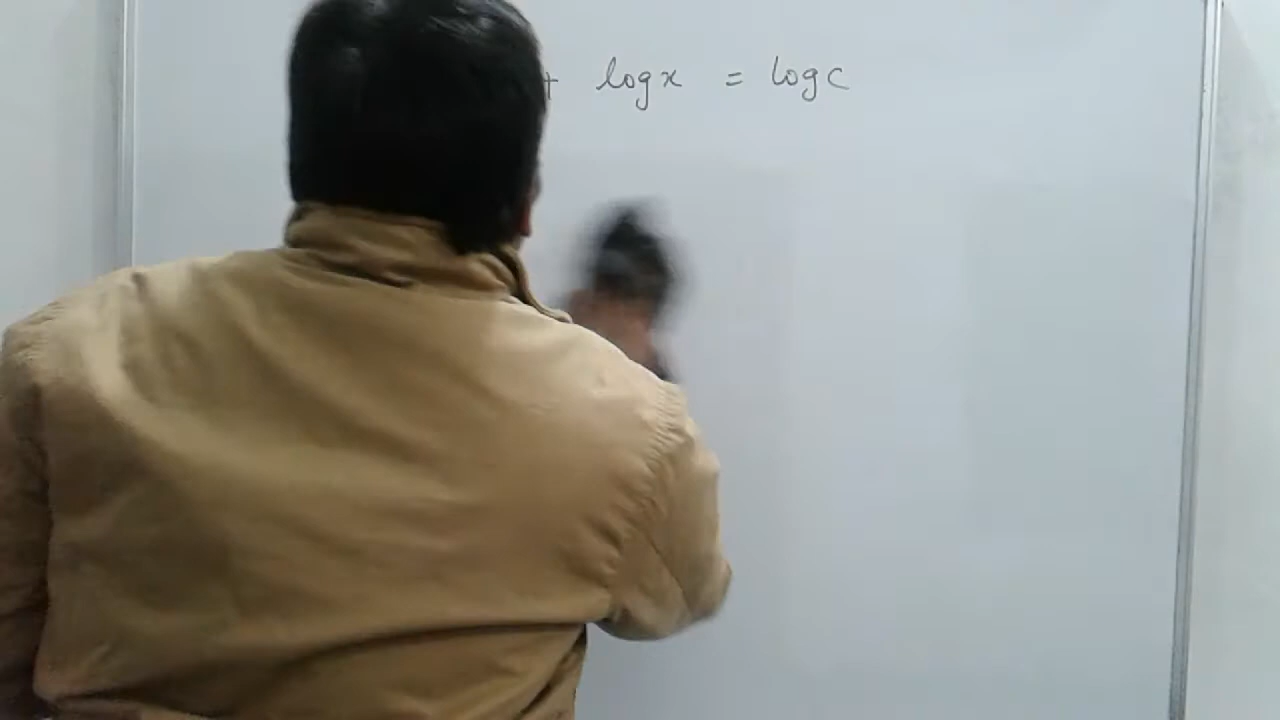 + log x = log c